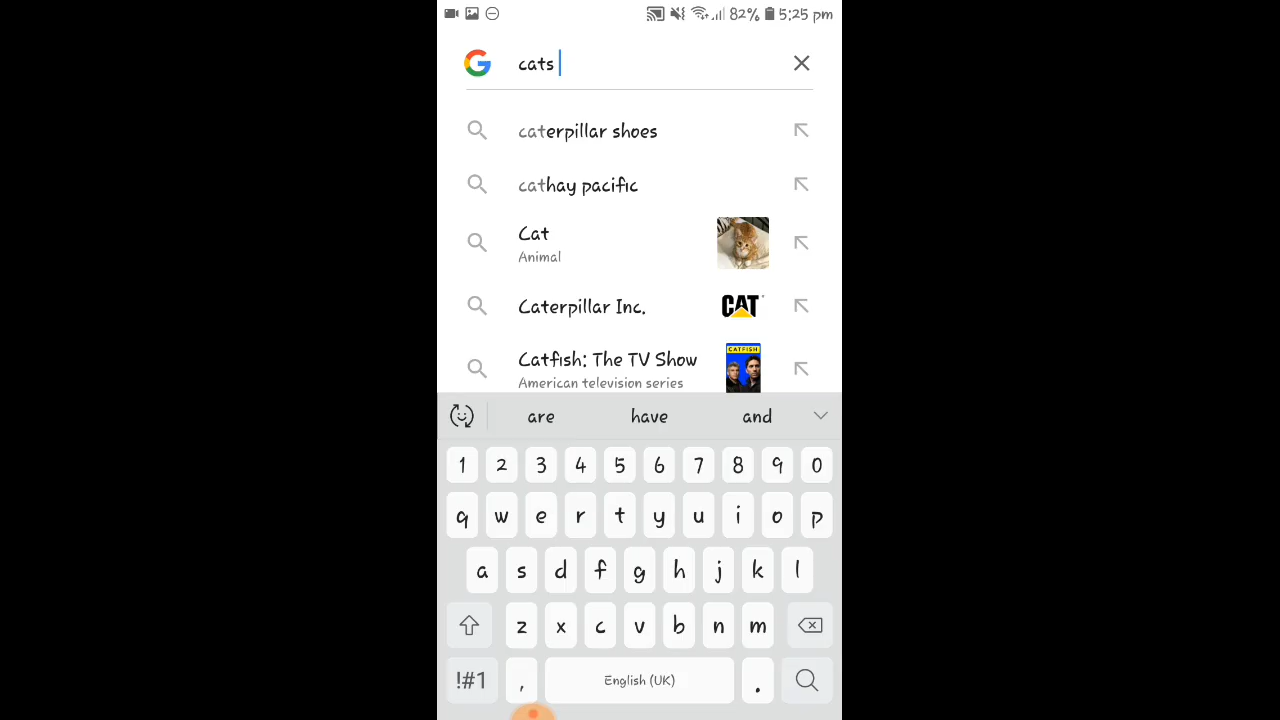 82% 5:25 pm
cats
caterpillar shoes
cathay pacific
Cat
Animal
Caterpillar Inc.
CAT
Catfish: The TV Show
CATFISH
American television series
are have and
1 2 3 4 5 6 7 8 9 0
q w e r t y u i o p
a s d f g h j k l
z x c v b n m
!#1 , English (UK) .